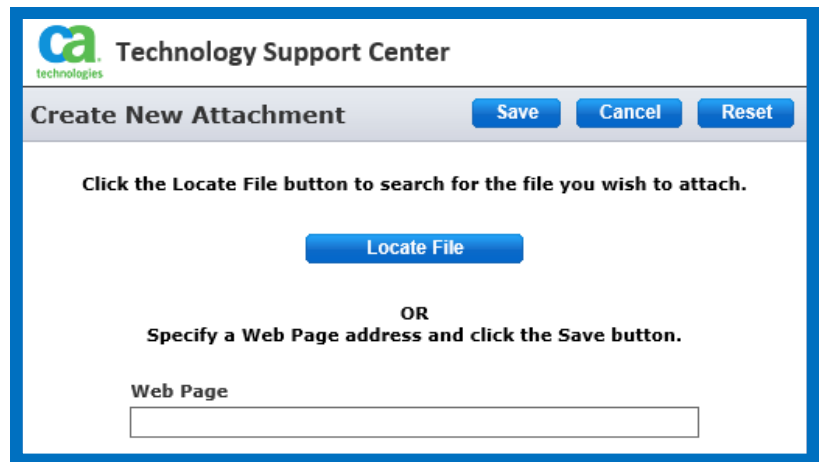 ca.
technologies
Technology Support Center
Create New Attachment
Save
Cancel
Reset
Click the Locate File button to search for the file you wish to attach.
Locate File
OR
Specify a Web Page address and click the Save button.
Web Page